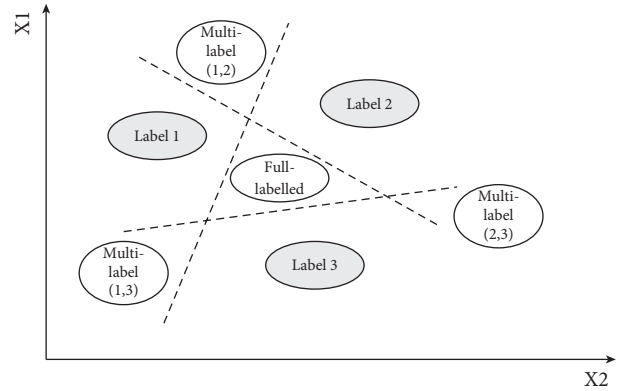 X1
Multi-
label
(1,2)
Label 2
Label 1
Full-
labelled
Multi-
label
(2,3)
Multi-
label
(1,3)
Label 3
X2